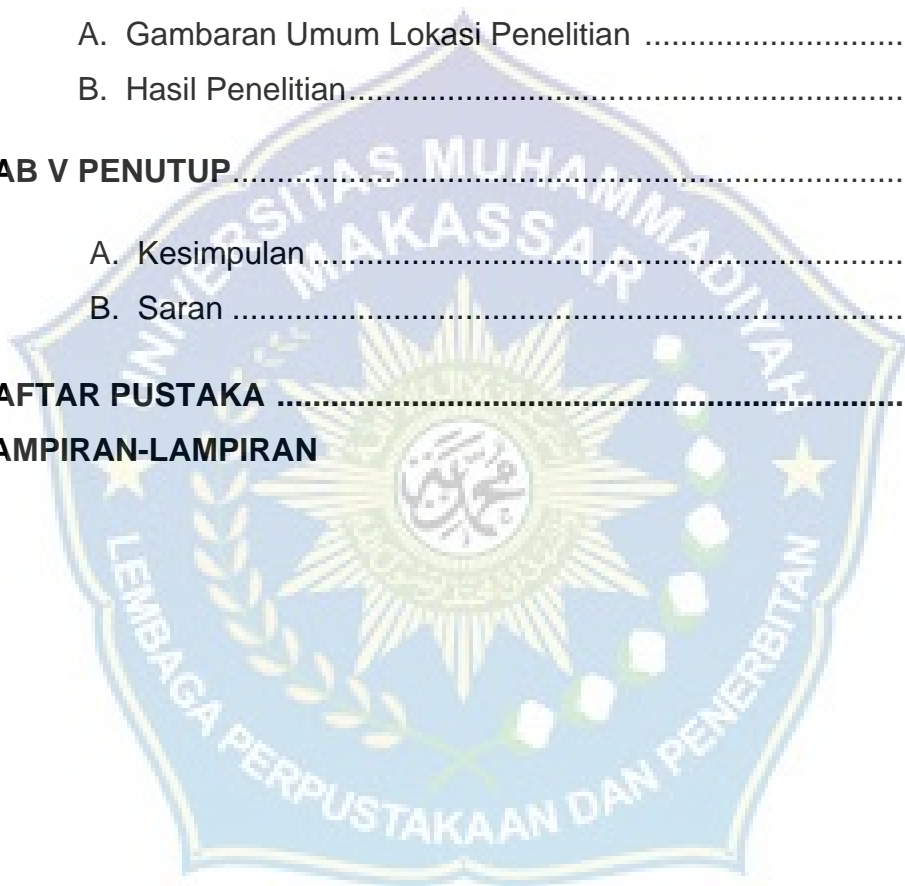 A. Gambaran Umum Lokasi Penelitian ..............................
B. Hasil Penelitian...............................................................
AB V PENUTUP............................................................................
A. Kesimpulan ...................................................................
B. Saran ............................................................................
AFTAR PUSTAKA .......................................................................
AMPIRAN-LAMPIRAN
UNIVERSITAS MUHAMMADIYAH
MAKASSAR
LEMBAGA PERPUSTAKAAN DAN PENERBITAN